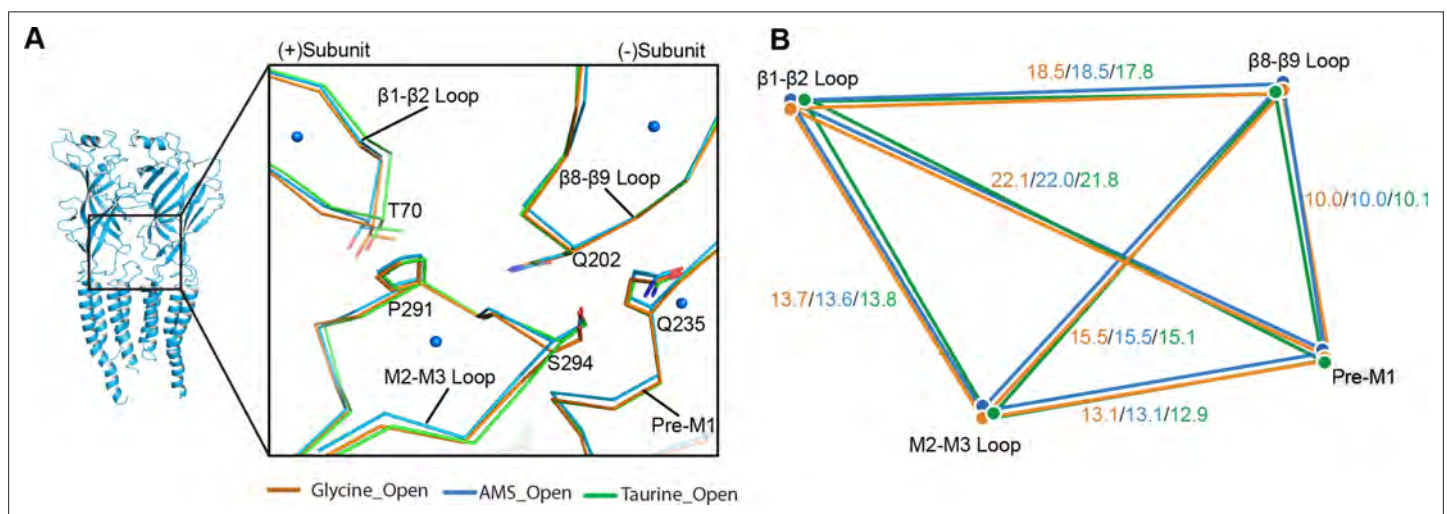 A
(+)Subunit
(-)Subunit
β1-β2 Loop
β8-β9 Loop
T70
Q202
P291
Q235
S294
M2-M3 Loop
Pre-M1
Glycine_Open
AMS_Open
Taurine_Open
B
β1-β2 Loop
β8-β9 Loop
18.5/18.5/17.8
22.1/22.0/21.8
10.0/10.0/10.1
13.7/13.6/13.8
15.5/15.5/15.1
Pre-M1
13.1/13.1/12.9
M2-M3 Loop